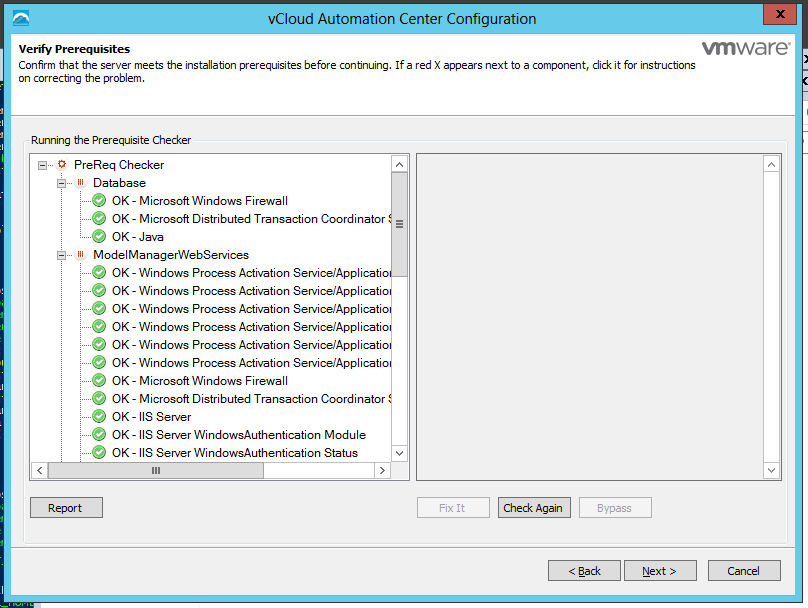 vCloud Automation Center Configuration
x
Verify Prerequisites
vmware®
Confirm that the server meets the installation prerequisites before continuing. If a red X appears next to a component, click it for instructions
on correcting the problem.
Running the Prerequisite Checker
PreReq Checker
Database
OK - Microsoft Windows Firewall
OK - Microsoft Distributed Transaction Coordinator
OK - Java
ModelManagerWebServices
OK - Windows Process Activation Service/Application
OK - Windows Process Activation Service/Application
OK - Windows Process Activation Service/Application
OK - Windows Process Activation Service/Application
OK - Windows Process Activation Service/Application
OK - Windows Process Activation Service/Application
OK - Microsoft Windows Firewall
OK - Microsoft Distributed Transaction Coordinator
OK - IIS Server
OK - IIS Server WindowsAuthentication Module
OK - IIS Server WindowsAuthentication Status
Report
Fix It
Check Again
Bypass
< Back
Next >
Cancel